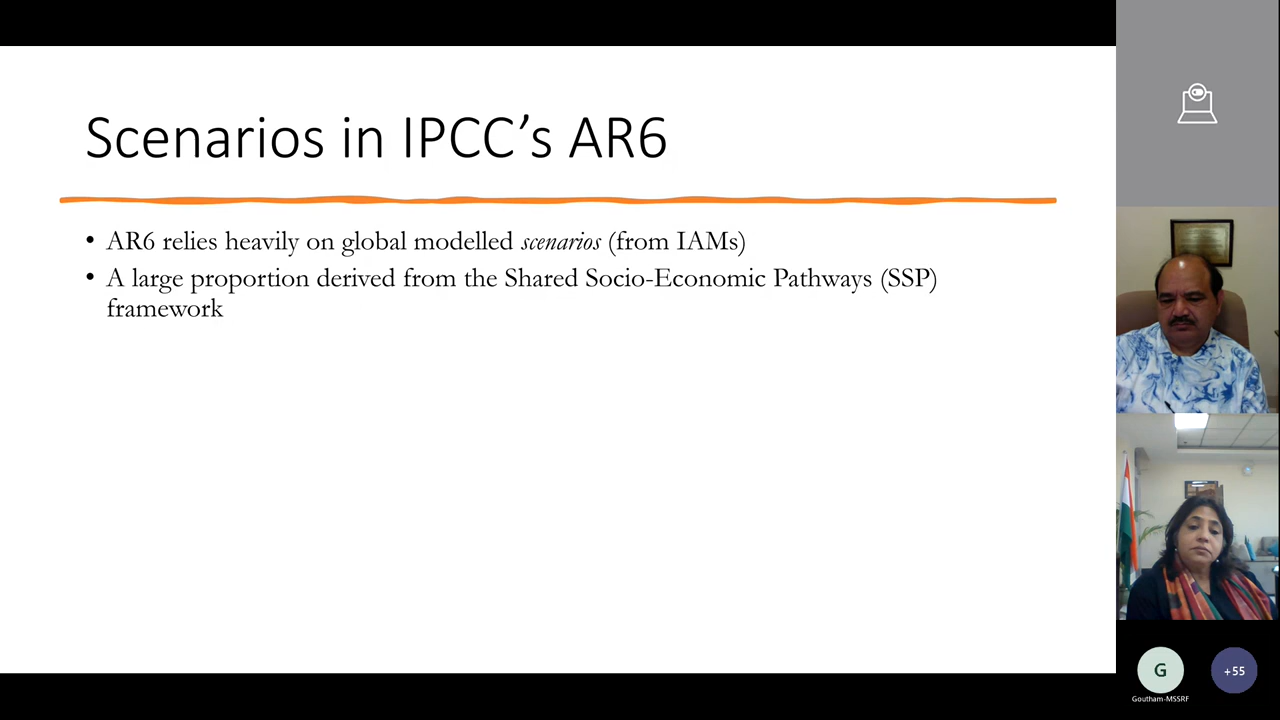 Scenarios in IPCC’s AR6
• AR6 relies heavily on global modelled scenarios (from IAMs)
• A large proportion derived from the Shared Socio-Economic Pathways (SSP)
framework
G
+55
Goutham-MSSRF